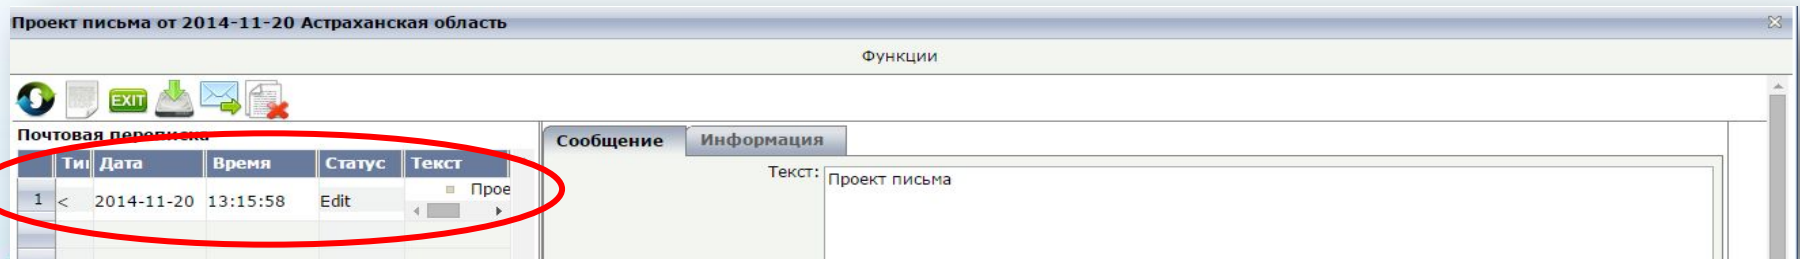 Проект письма от 2014-11-20 Астраханская область
Функции
EXIT
Почтовая переписка
Сообщение Информация
Ти Дата Время Статус Текст
Текст: Проект письма
1 < 2014-11-20 13:15:58 Edit Прое